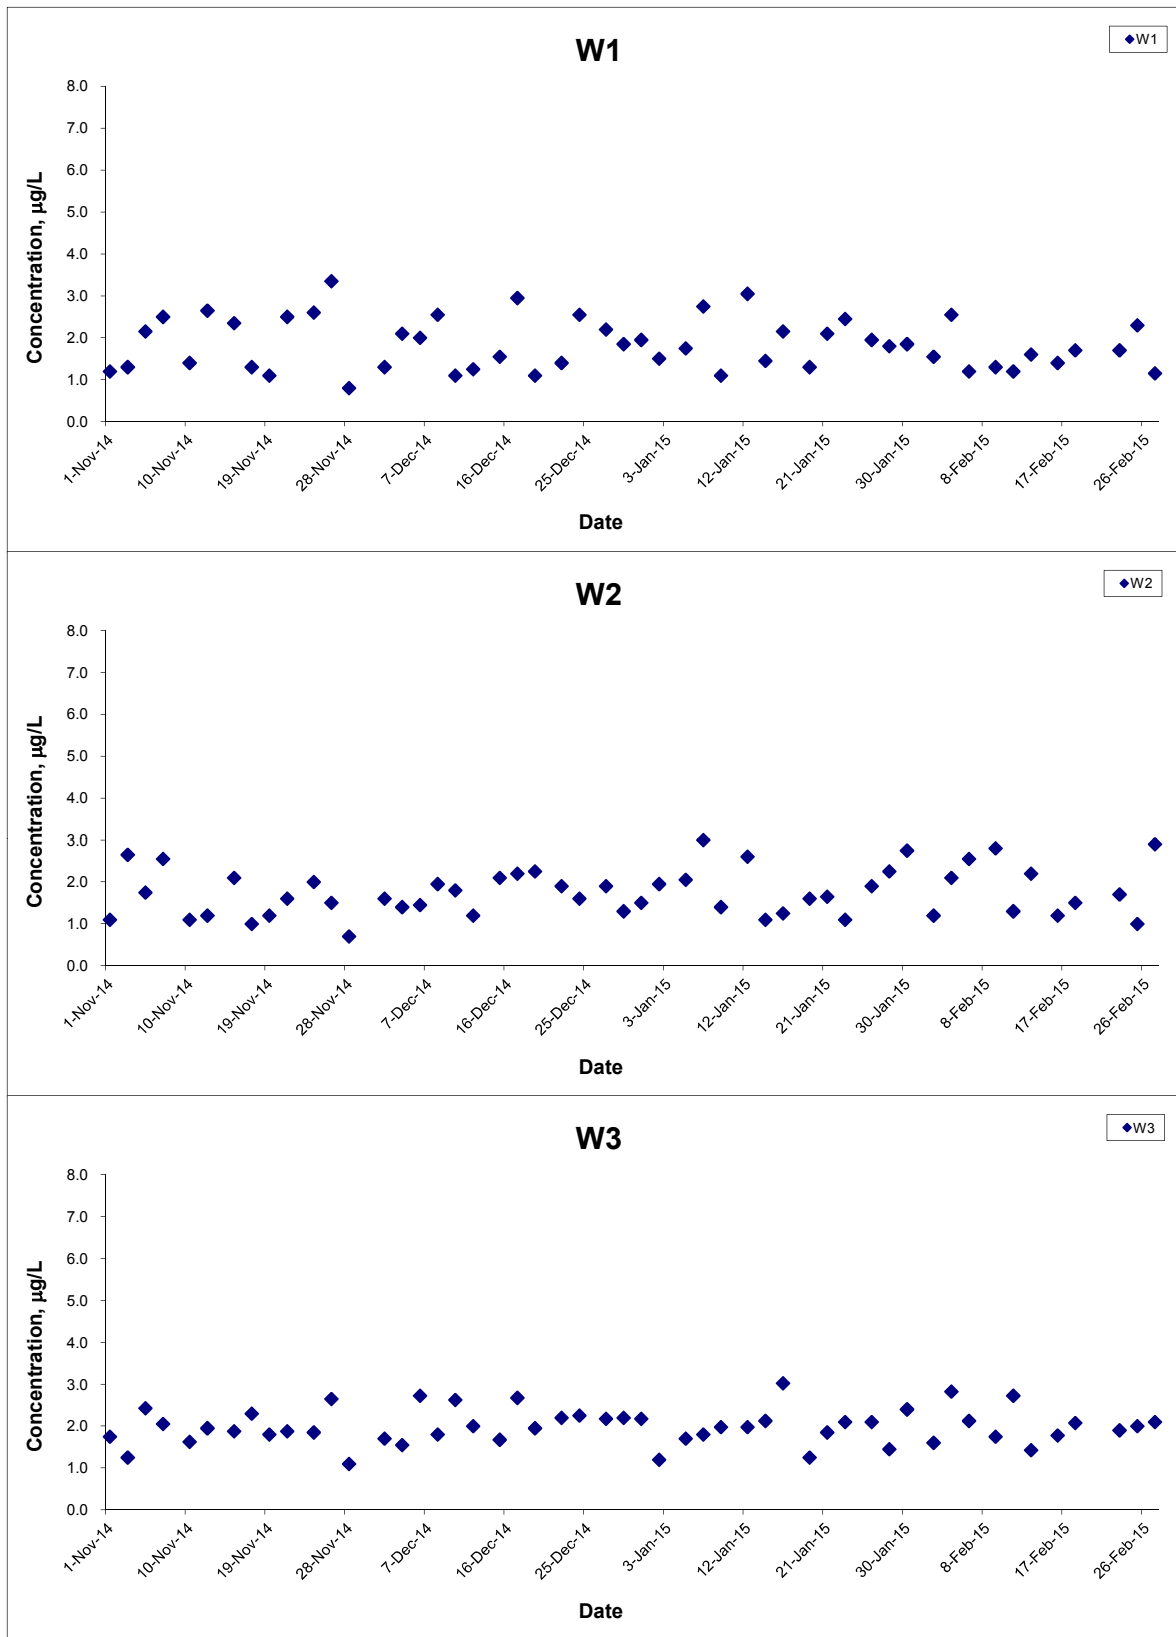 W1
W1
8.0
7.0
6.0
5.0
4.0
3.0
2.0
1.0
0.0
Concentration, µg/L
1-Nov-14
10-Nov-14
19-Nov-14
28-Nov-14
7-Dec-14
16-Dec-14
25-Dec-14
3-Jan-15
12-Jan-15
21-Jan-15
30-Jan-15
8-Feb-15
17-Feb-15
26-Feb-15
Date
W2
W2
8.0
7.0
6.0
5.0
4.0
3.0
2.0
1.0
0.0
Concentration, µg/L
1-Nov-14
10-Nov-14
19-Nov-14
28-Nov-14
7-Dec-14
16-Dec-14
25-Dec-14
3-Jan-15
12-Jan-15
21-Jan-15
30-Jan-15
8-Feb-15
17-Feb-15
26-Feb-15
Date
W3
W3
8.0
7.0
6.0
5.0
4.0
3.0
2.0
1.0
0.0
Concentration, µg/L
1-Nov-14
10-Nov-14
19-Nov-14
28-Nov-14
7-Dec-14
16-Dec-14
25-Dec-14
3-Jan-15
12-Jan-15
21-Jan-15
30-Jan-15
8-Feb-15
17-Feb-15
26-Feb-15
Date